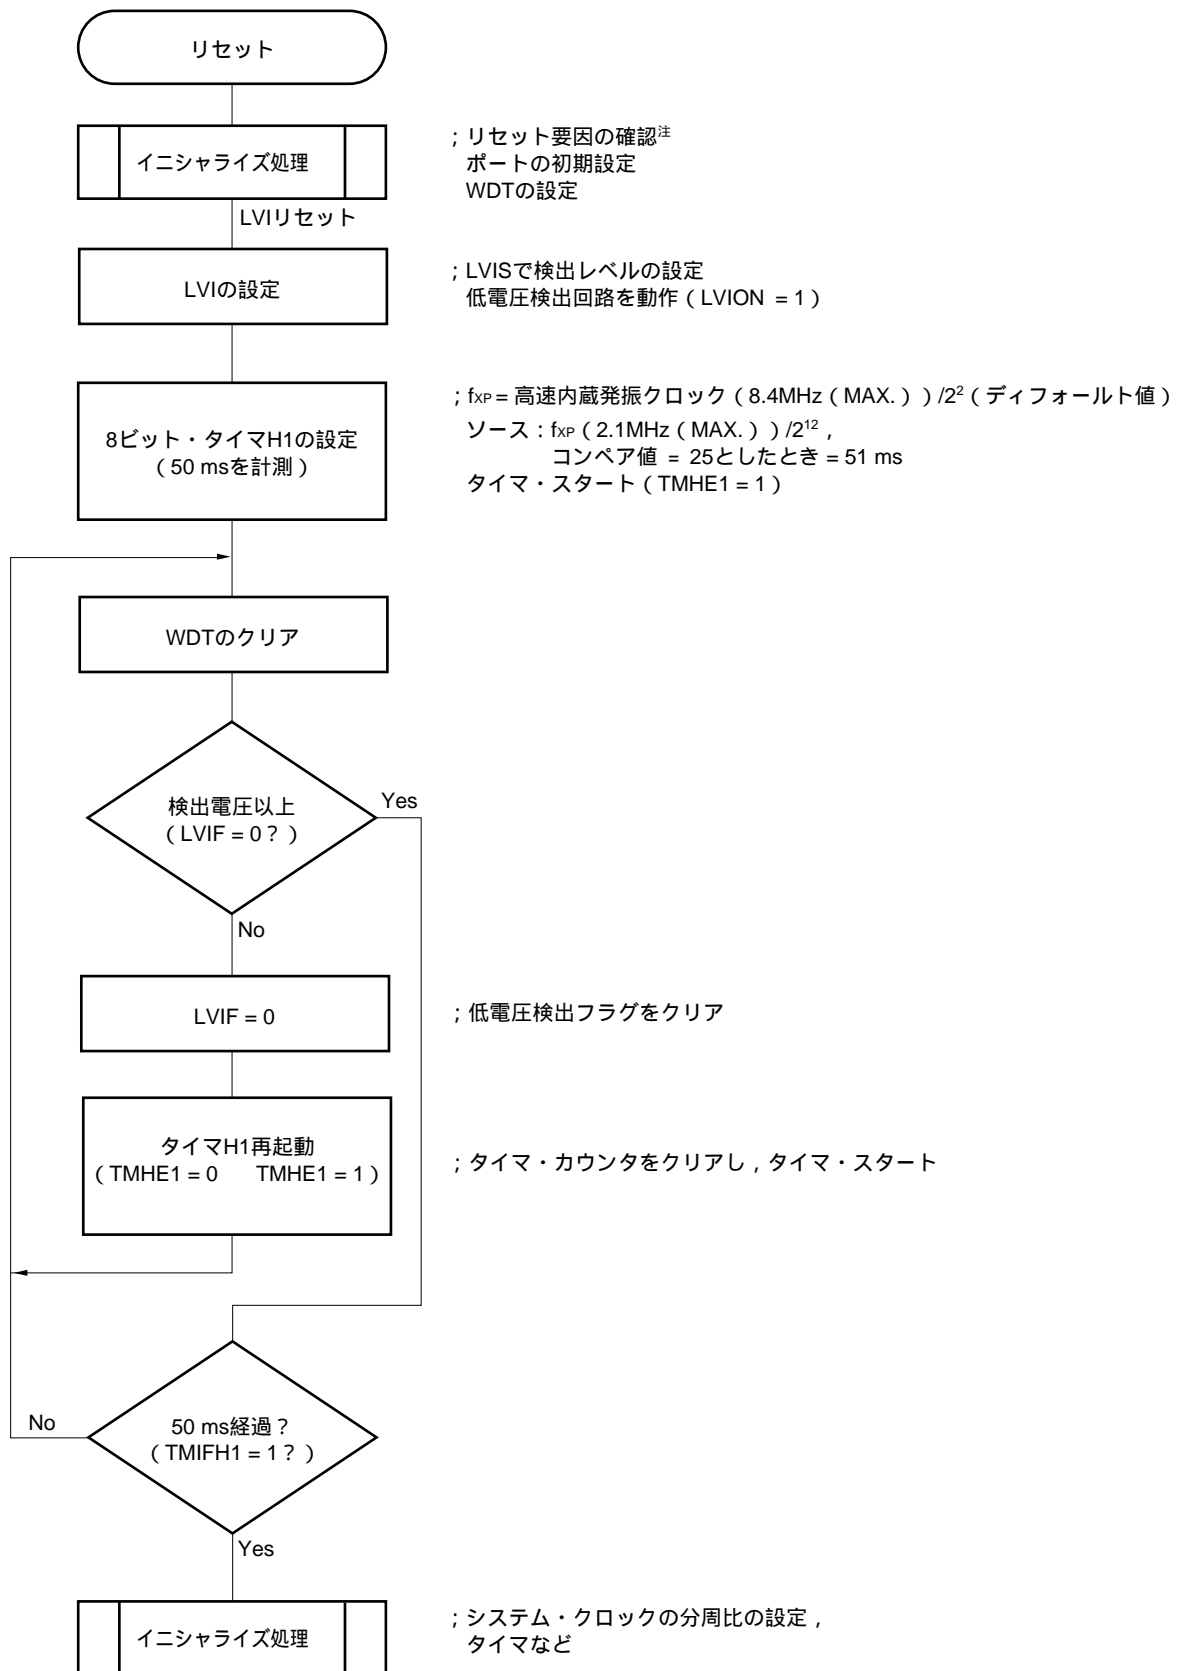 リセット
イニシャライズ処理
；リセット要因の確認注
ポートの初期設定
WDTの設定
LVIリセット
LVIの設定
；LVISで検出レベルの設定
低電圧検出回路を動作（LVION = 1）
8ビット・タイマH1の設定
（50 msを計測）
；fXP = 高速内蔵発振クロック（8.4MHz（MAX.））/2²（ディフォールト値）
ソース：fXP（2.1MHz（MAX.））/2¹²，
コンペア値 = 25としたとき = 51 ms
タイマ・スタート（TMHE1 = 1）
WDTのクリア
検出電圧以上
（LVIF = 0？）
Yes
No
LVIF = 0
；低電圧検出フラグをクリア
タイマH1再起動
（TMHE1 = 0　TMHE1 = 1）
；タイマ・カウンタをクリアし，タイマ・スタート
50 ms経過？
（TMIFH1 = 1？）
No
Yes
イニシャライズ処理
；システム・クロックの分周比の設定，
タイマなど